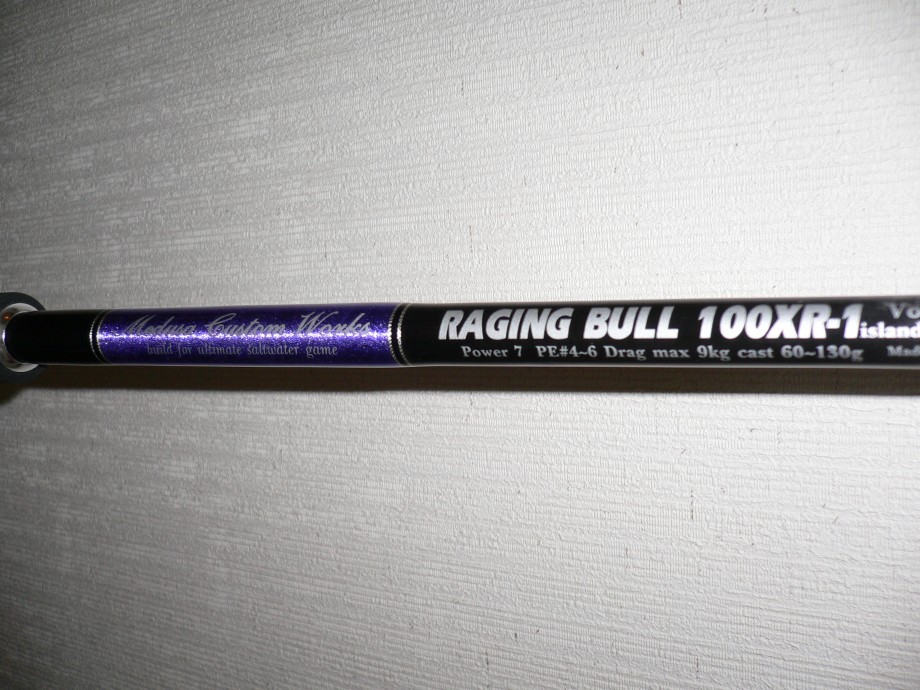 Medusa Custom Works
build for ultimate saltwater game
RAGING BULL 100XR-1
island
Power 7 PE#4~6 Drag max 9kg cast 60~130g